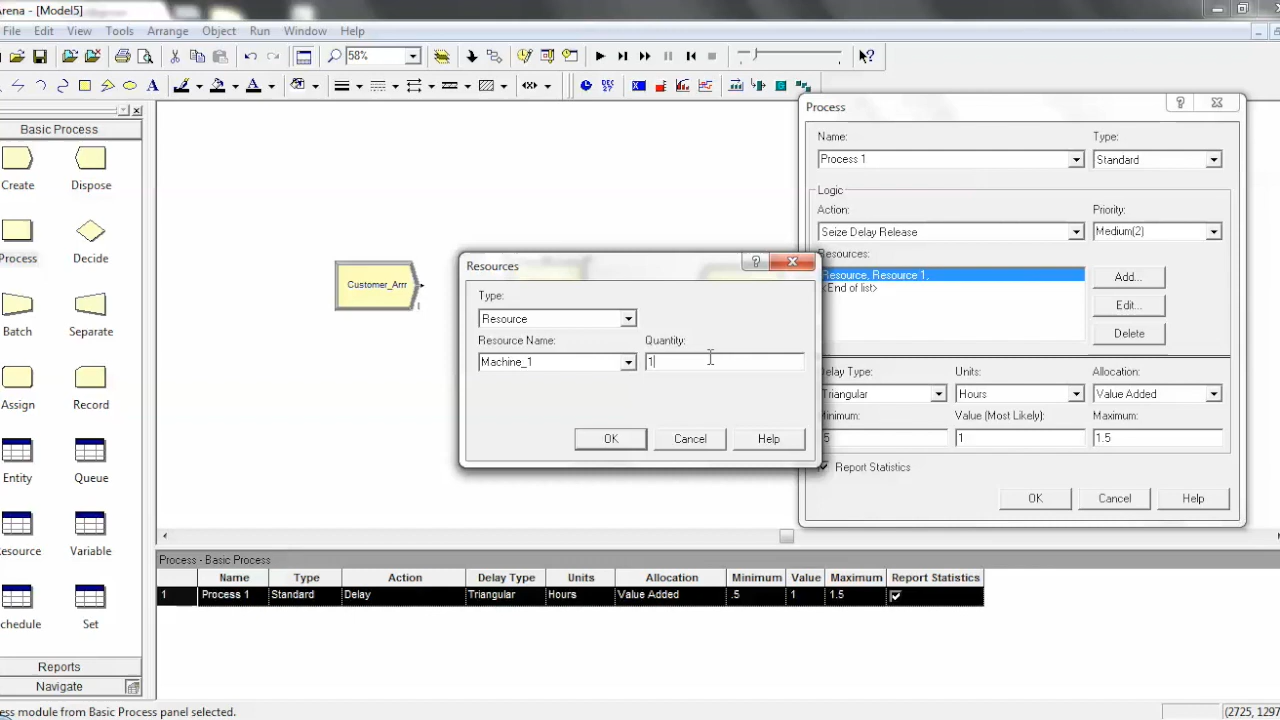 Arena - [Model5]
File Edit View Tools Arrange Object Run Window Help
58%
Basic Process
Create Dispose
Process Decide
Batch Separate
Assign Record
Entity Queue
Resource Variable
Schedule Set
Reports
Navigate
Customer_Arrr
Process
Name: Type:
Process 1 Standard
Logic
Action: Priority:
Seize Delay Release Medium(2)
Resources:
Resource, Resource 1,
<End of list>
Add...
Edit...
Delete
Delay Type: Units: Allocation:
Triangular Hours Value Added
Minimum: Value (Most Likely): Maximum:
.5 1 1.5
Report Statistics
OK Cancel Help
Resources
Type:
Resource
Resource Name: Quantity:
Machine_1 1
OK Cancel Help
Process - Basic Process
Name Type Action Delay Type Units Allocation Minimum Value Maximum Report Statistics
1 Process 1 Standard Delay Triangular Hours Value Added .5 1 1.5
ess module from Basic Process panel selected.
(2725, 1297